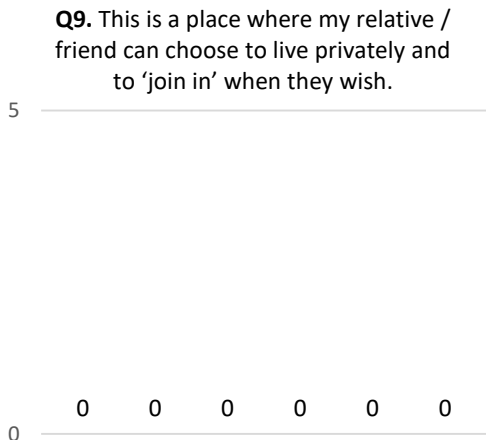 Q9. This is a place where my relative /
friend can choose to live privately and
to ‘join in’ when they wish.
5
0 0 0 0 0 0
0